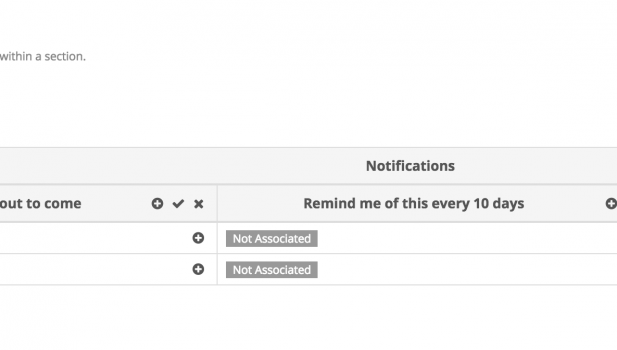 within a section.
Notifications
out to come
Remind me of this every 10 days
Not Associated
Not Associated